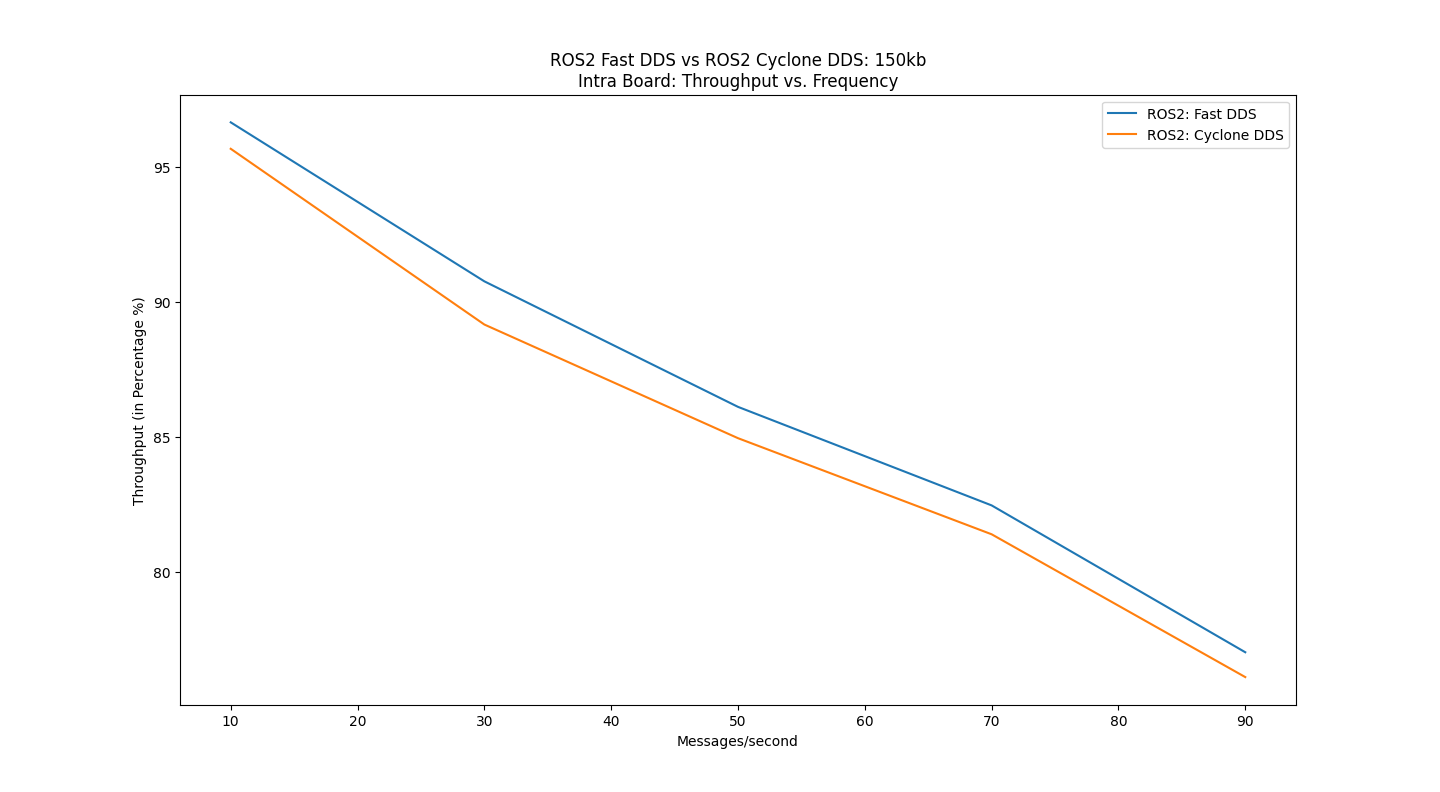 ROS2 Fast DDS vs ROS2 Cyclone DDS: 150kb
Intra Board: Throughput vs. Frequency
ROS2: Fast DDS
ROS2: Cyclone DDS
Throughput (in Percentage %)
95
90
85
80
10 20 30 40 50 60 70 80 90
Messages/second